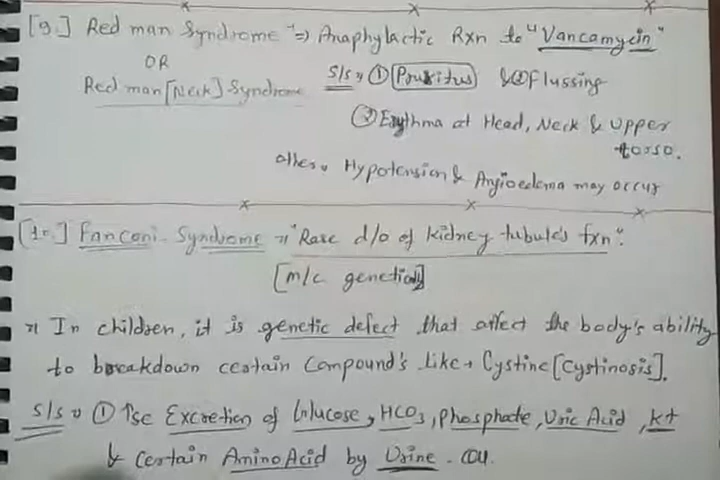 [9.] Red man Syndrome "⇒ Anaphylactic Rxn to "Vancamycin"
OR
Red man [Neck] Syndrome
S/S → ① Pruritus & ② Flussing
③ Erythma at Head, Neck & Upper
torso.
other → Hypotension & Angioedema may occur
[10.] Fanconi Syndrome → "Rare d/o of kidney tubule's fxn".
[m/c genetical]
→ In children, it is genetic defect that affect the body's ability
to breakdown certain Compound's like → Cystine [Cystinosis].
S/S → ① ↑se Excretion of Glucose, HCO3, phosphate, Uric Acid, K+
& certain Amino Acid by Urine.